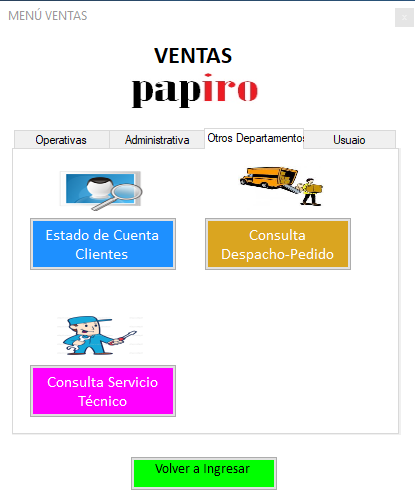 MENÚ VENTAS
VENTAS
papiro
Operativas
Administrativa
Otros Departamentos
Usuaio
Estado de Cuenta
Clientes
Consulta
Despacho-Pedido
Consulta Servicio
Técnico
Volver a Ingresar